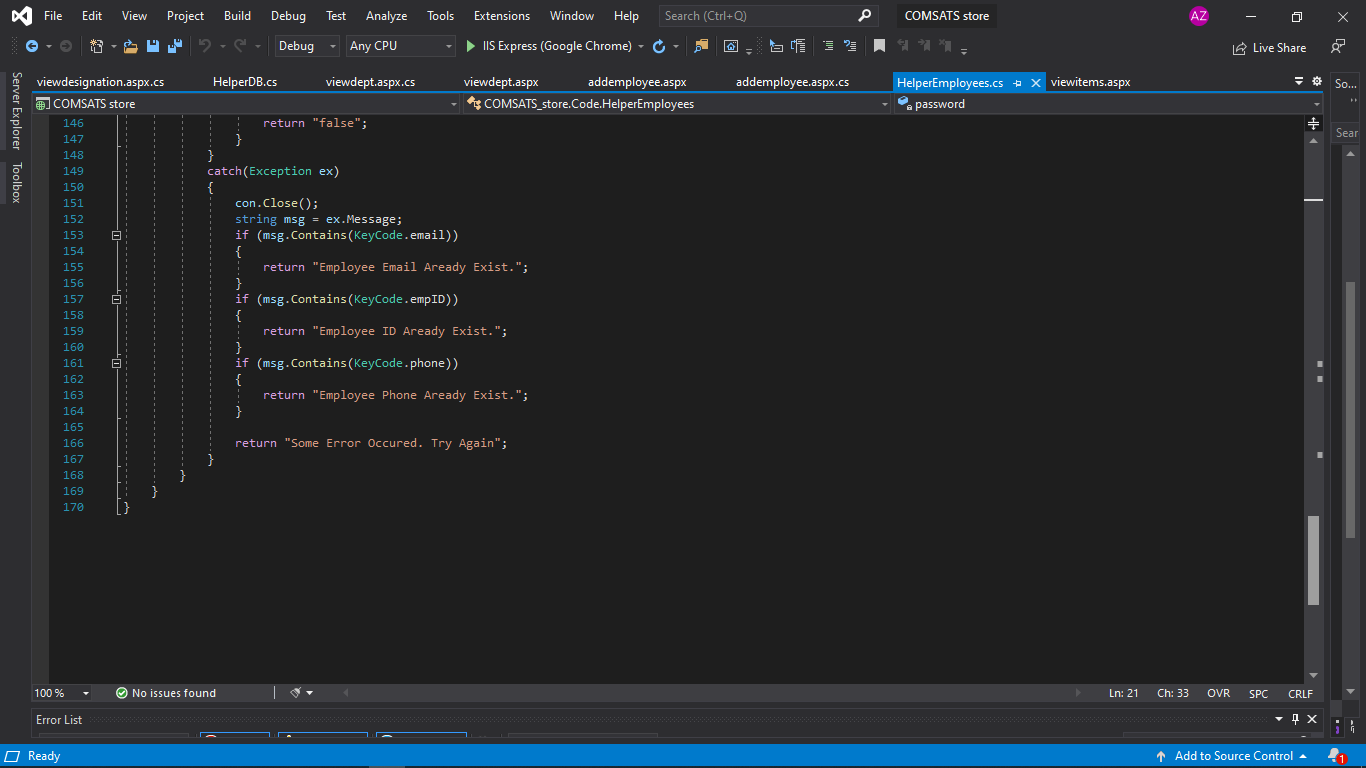 File Edit View Project Build Debug Test Analyze Tools Extensions Window Help Search (Ctrl+Q) COMSATS store AZ
Debug Any CPU IIS Express (Google Chrome) Live Share
viewdesignation.aspx.cs HelperDB.cs viewdept.aspx.cs viewdept.aspx addemployee.aspx addemployee.aspx.cs HelperEmployees.cs viewitems.aspx So...
COMSATS store COMSATS_store.Code.HelperEmployees password
Server Explorer
Toolbox
Sear
146 return "false";
147 }
148 }
149 catch(Exception ex)
150 {
151 con.Close();
152 string msg = ex.Message;
153 if (msg.Contains(KeyCode.email))
154 {
155 return "Employee Email Aready Exist.";
156 }
157 if (msg.Contains(KeyCode.empID))
158 {
159 return "Employee ID Aready Exist.";
160 }
161 if (msg.Contains(KeyCode.phone))
162 {
163 return "Employee Phone Aready Exist.";
164 }
165
166 return "Some Error Occured. Try Again";
167 }
168 }
169 }
170 }
100 % No issues found Ln: 21 Ch: 33 OVR SPC CRLF
Error List
Ready Add to Source Control 1